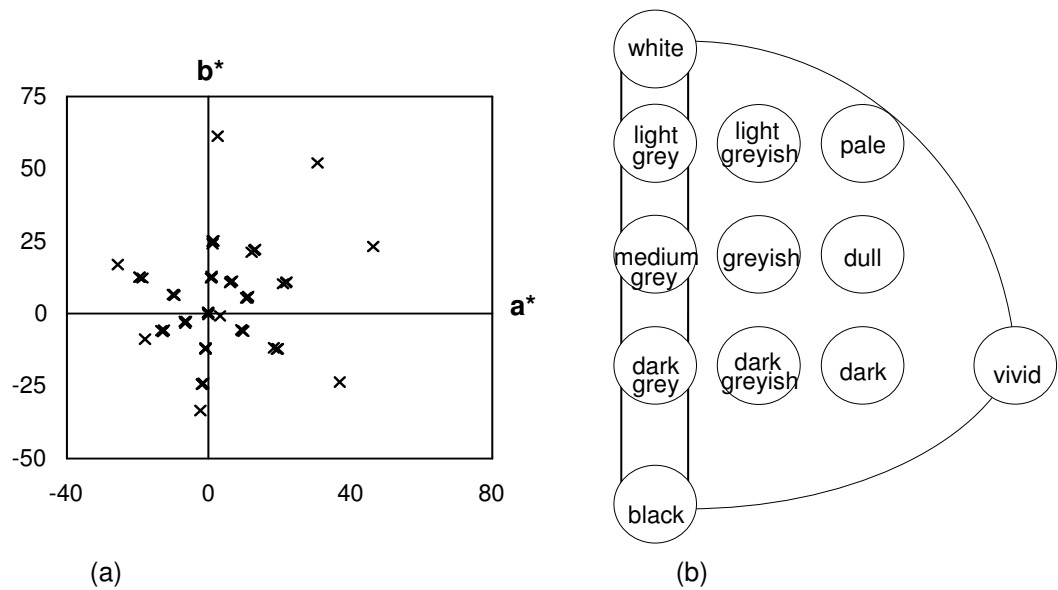 b*
75
50
25
0
-25
-50
-40
0
40
80
a*
(a)
white
light
grey
light
greyish
pale
medium
grey
greyish
dull
dark
grey
dark
greyish
dark
vivid
black
(b)